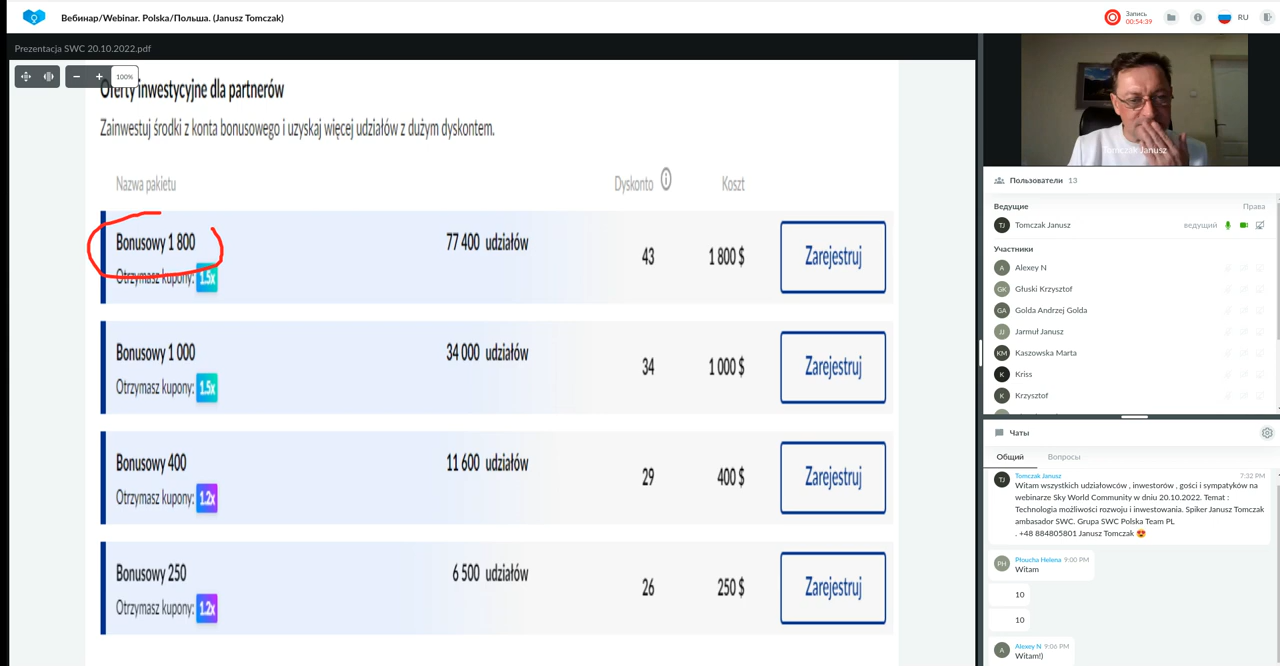 Вебинар/Webinar. Polska/Польша. (Janusz Tomczak)
Запись
00:54:39
RU
Prezentacja SWC 20.10.2022.pdf
100%
Oferty inwestycyjne dla partnerów
Zainwestuj środki z konta bonusowego i uzyskaj więcej udziałów z dużym dyskontem.
Nazwa pakietu Dyskonto Koszt
Bonusowy 1 800 77 400 udziałów 43 1 800 $ Zarejestruj
Otrzymasz kupony: 1.5x
Bonusowy 1 000 34 000 udziałów 34 1 000 $ Zarejestruj
Otrzymasz kupony: 1.5x
Bonusowy 400 11 600 udziałów 29 400 $ Zarejestruj
Otrzymasz kupony: 1.2x
Bonusowy 250 6 500 udziałów 26 250 $ Zarejestruj
Otrzymasz kupony: 1.2x
Tomczak Janusz
Пользователи 13
Ведущие Права
TJ Tomczak Janusz ведущий
Участники
A Alexey N
GK Głuski Krzysztof
GA Golda Andrzej Golda
JJ Jarmuł Janusz
KM Kaszowska Marta
K Kriss
K Krzysztof
Чаты
Общий Вопросы
TJ Tomczak Janusz 7:32 PM
Witam wszystkich udziałowców , inwestorów , gości i sympatyków na
webinarze Sky World Community w dniu 20.10.2022. Temat :
Technologia możliwości rozwoju i inwestowania. Spiker Janusz Tomczak
ambasador SWC. Grupa SWC Polska Team PL
. +48 884805801 Janusz Tomczak 😍
PH Płoucha Helena 9:00 PM
Witam
10
10
A Alexey N 9:06 PM
Witam!)